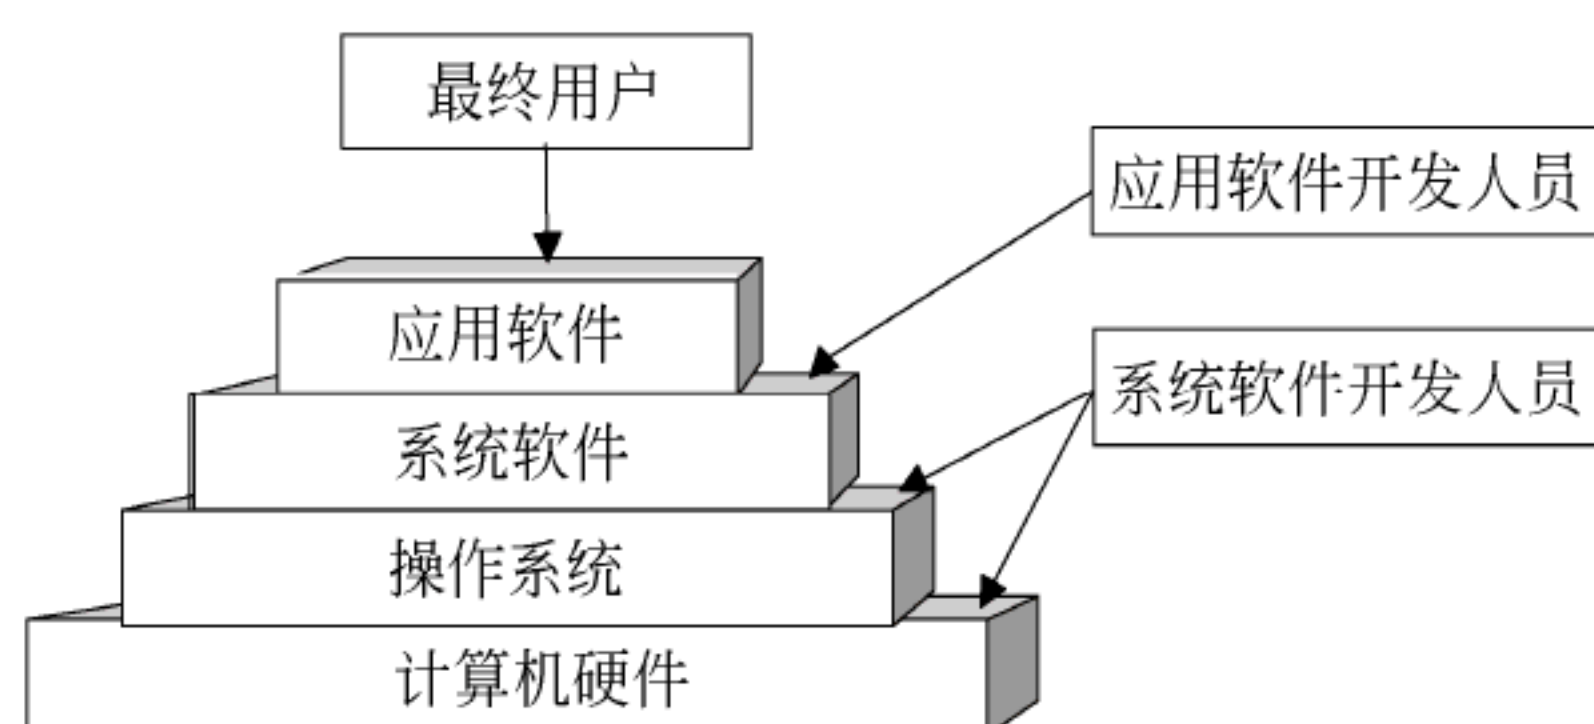 最终用户
应用软件开发人员
应用软件
系统软件开发人员
系统软件
操作系统
计算机硬件